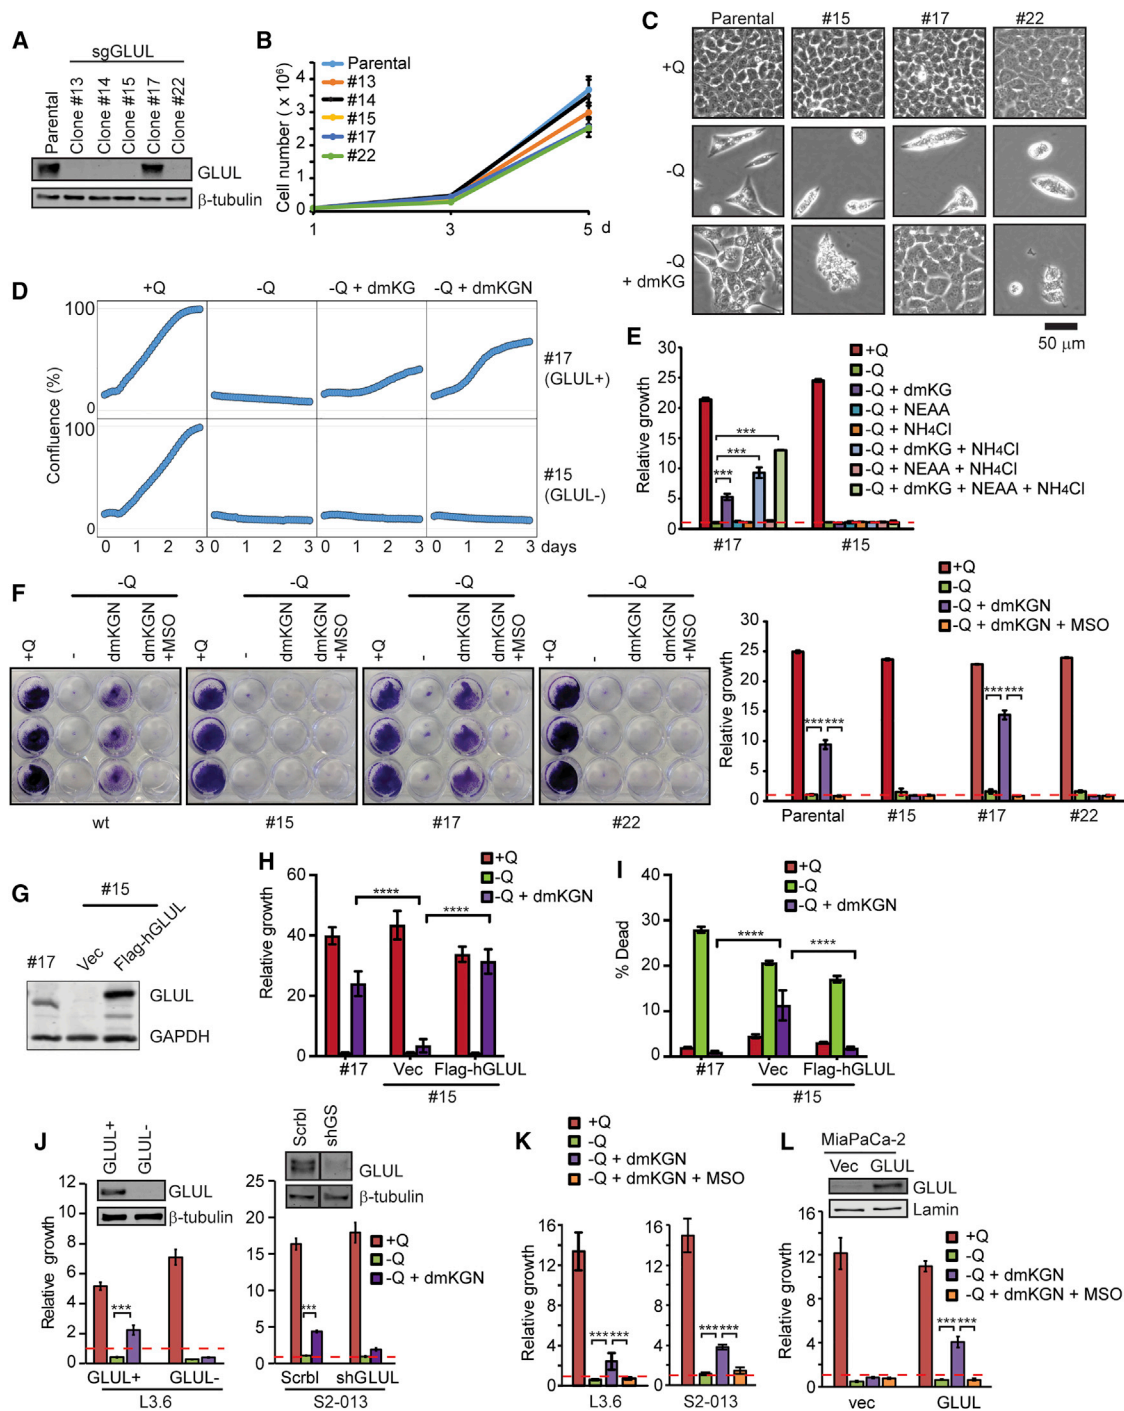 A
sgGLUL
Parental
Clone #13
Clone #14
Clone #15
Clone #17
Clone #22
GLUL
β-tubulin
B
Cell number ( x 10⁶)
4
3
2
1
0
Parental
#13
#14
#15
#17
#22
1 3 5 d
C
Parental #15 #17 #22
+Q
-Q
-Q
+ dmKG
50 µm
D
+Q -Q -Q + dmKG -Q + dmKGN
Confluence (%)
100
0
#17
(GLUL+)
100
0
#15
(GLUL-)
0 1 2 3 0 1 2 3 0 1 2 3 0 1 2 3 days
E
Relative growth
30
25
20
15
10
5
0
+Q
-Q
-Q + dmKG
-Q + NEAA
-Q + NH₄Cl
-Q + dmKG + NH₄Cl
-Q + NEAA + NH₄Cl
-Q + dmKG + NEAA + NH₄Cl
***
***
***
#17 #15
F
-Q -Q -Q -Q
+Q - dmKGN dmKGN +MSO
+Q - dmKGN dmKGN +MSO
+Q - dmKGN dmKGN +MSO
+Q - dmKGN dmKGN +MSO
wt #15 #17 #22
+Q
-Q
-Q + dmKGN
-Q + dmKGN + MSO
Relative growth
30
25
20
15
10
5
0
*** *** *** ***
Parental #15 #17 #22
G
#15
#17 Vec Flag-hGLUL
GLUL
GAPDH
H
+Q
-Q
-Q + dmKGN
Relative growth
60
40
20
0
**** ****
#17 Vec Flag-hGLUL
#15
I
+Q
-Q
-Q + dmKGN
% Dead
40
30
20
10
0
**** ****
#17 Vec Flag-hGLUL
#15
J
GLUL+ GLUL-
GLUL
β-tubulin
Relative growth
12
10
8
6
4
2
0
***
GLUL+ GLUL-
L3.6
Scrbl shGS
GLUL
β-tubulin
25
20
15
10
5
0
+Q
-Q
-Q + dmKGN
***
Scrbl shGLUL
S2-013
K
+Q
-Q
-Q + dmKGN
-Q + dmKGN + MSO
Relative growth
16
12
8
4
0
*** ***
L3.6
16
12
8
4
0
*** ***
S2-013
L
MiaPaCa-2
Vec GLUL
GLUL
Lamin
+Q
-Q
-Q + dmKGN
-Q + dmKGN + MSO
Relative growth
16
12
8
4
0
*** ***
vec GLUL